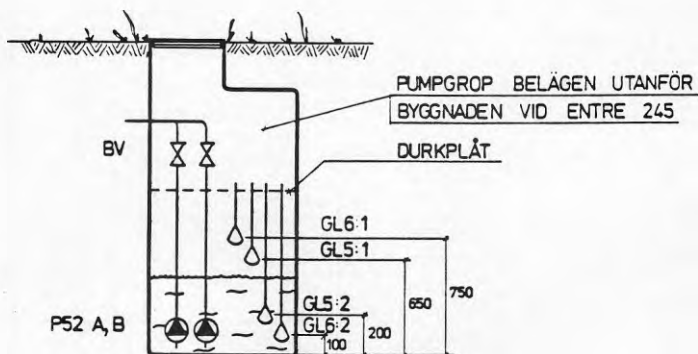 PUMPGROP BELÄGEN UTANFÖR
BYGGNADEN VID ENTRE 245
BV
DURKPLÅT
GL6:1
GL5:1
750
650
GL5:2
P52 A,B
GL6:2
200
100